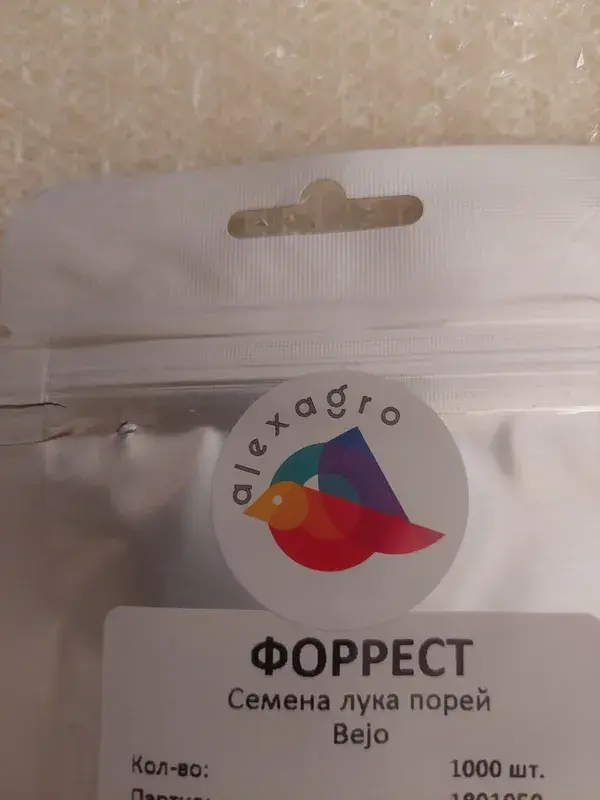 alexagro
ФОРРЕСТ
Семена лука порей
Bejo
Кол-во: 1000 шт.